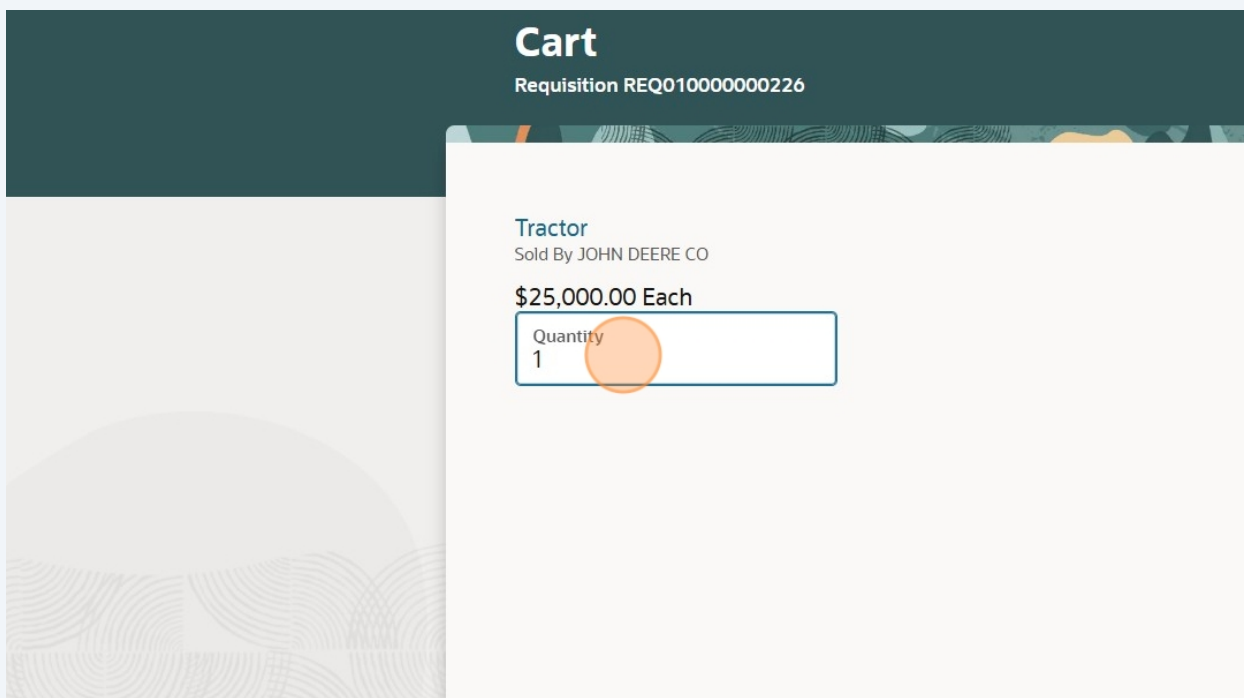 Cart
Requisition REQ010000000226
Tractor
Sold By JOHN DEERE CO
$25,000.00 Each
Quantity
1